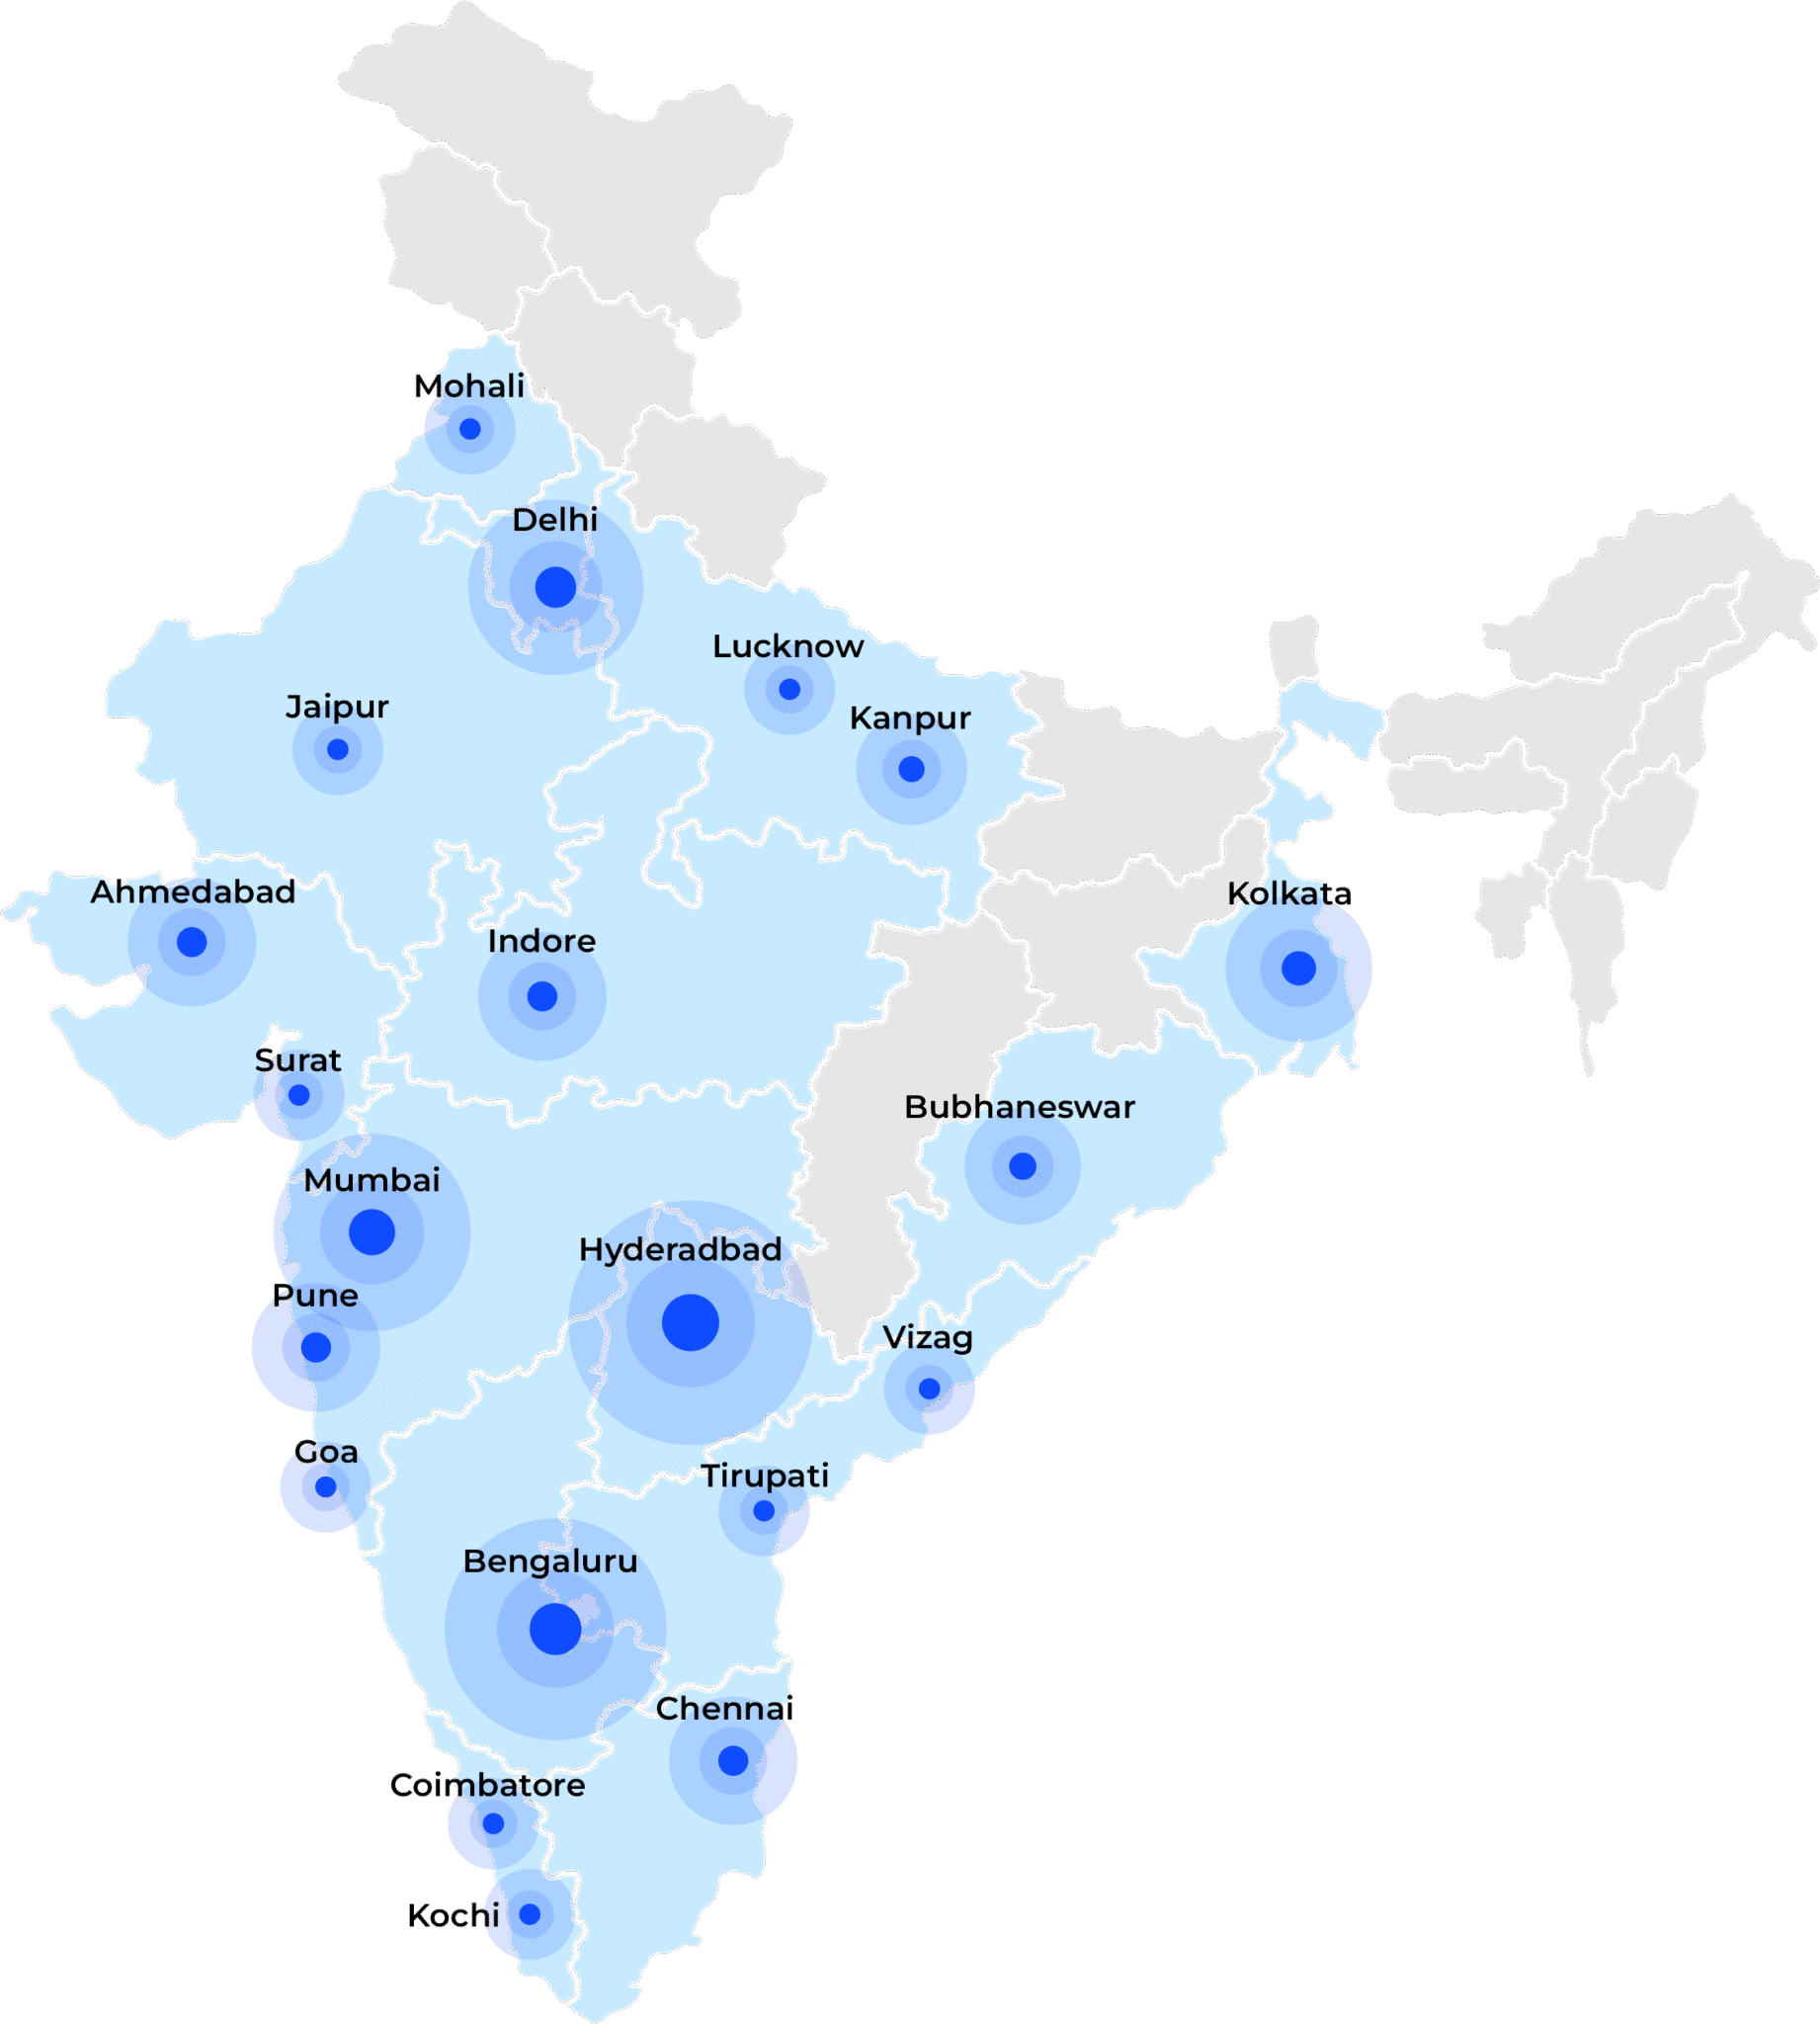 Mohali
Delhi
Lucknow
Jaipur
Kanpur
Ahmedabad
Kolkata
Indore
Surat
Bubhaneswar
Mumbai
Hyderadbad
Pune
Vizag
Goa
Tirupati
Bengaluru
Chennai
Coimbatore
Kochi